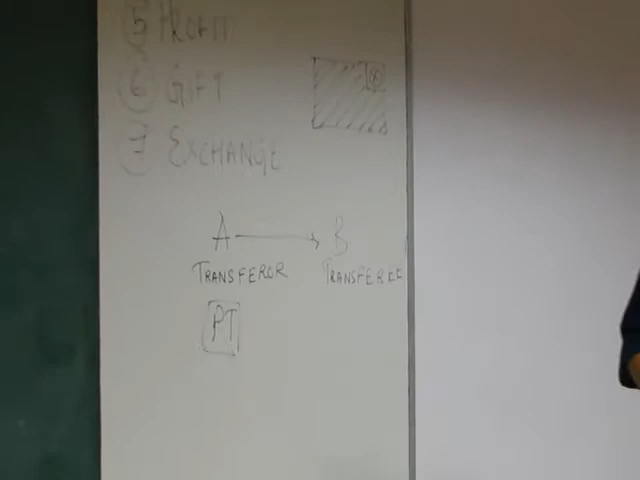 5 PROFIT
6 GIFT
7 EXCHANGE
A → B
TRANSFEROR TRANSFEREE
PT